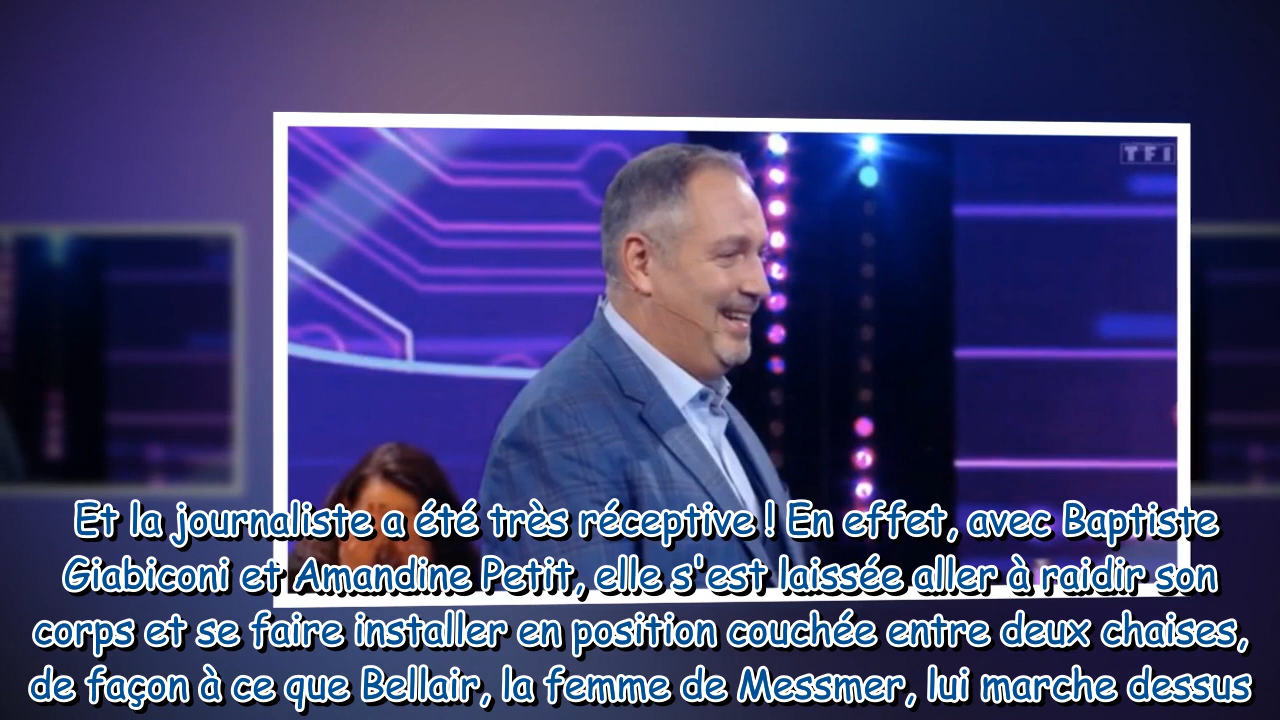 TF1
Et la journaliste a été très réceptive ! En effet, avec Baptiste
Giabiconi et Amandine Petit, elle s'est laissée aller à raidir son
corps et se faire installer en position couchée entre deux chaises,
de façon à ce que Bellair, la femme de Messmer, lui marche dessus